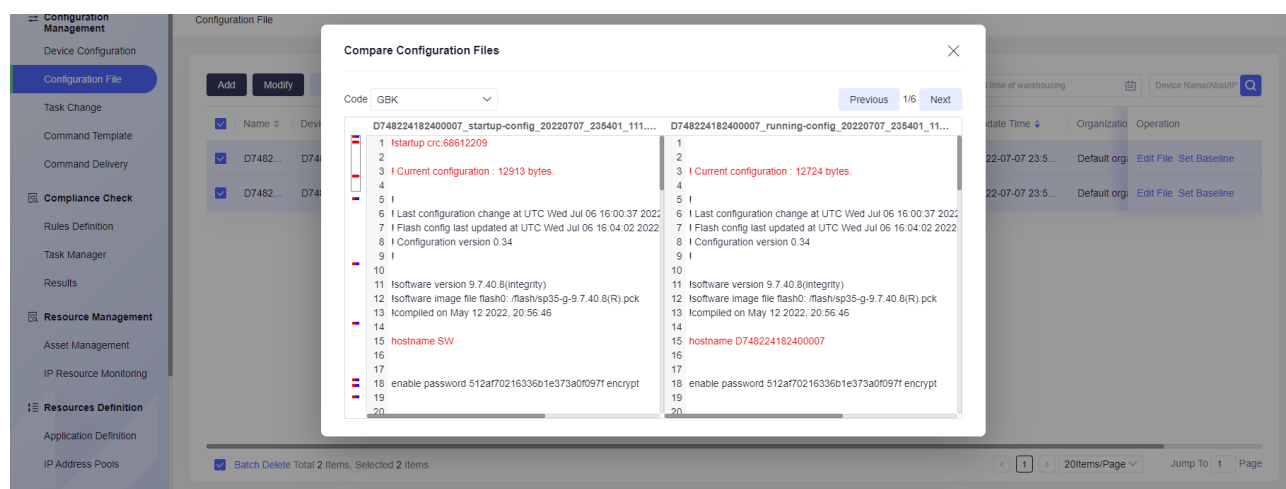 Configuration Management
Device Configuration
Configuration File
Task Change
Command Template
Command Delivery
Compliance Check
Rules Definition
Task Manager
Results
Resource Management
Asset Management
IP Resource Monitoring
Resources Definition
Application Definition
IP Address Pools
Configuration File
Add Modify
time of warehousing
Device Name/Alias/IP
Name Devi
date Time Organizatio Operation
D7482... D748
22-07-07 23:5... Default orga Edit File Set Baseline
D7482... D748
22-07-07 23:5... Default orga Edit File Set Baseline
Compare Configuration Files
Code GBK
Previous 1/6 Next
D748224182400007_startup-config_20220707_235401_111....
1 !startup crc:68612209
2
3 ! Current configuration : 12913 bytes.
4
5 !
6 ! Last configuration change at UTC Wed Jul 06 16:00:37 2022
7 ! Flash config last updated at UTC Wed Jul 06 16:04:02 2022
8 ! Configuration version 0.34
9 !
10
11 !software version 9.7.40.8(integrity)
12 !software image file flash0: /flash/sp35-g-9.7.40.8(R).pck
13 !compiled on May 12 2022, 20:56:46
14
15 hostname SW
16
17
18 enable password 512af70216336b1e373a0f097f encrypt
19
20
D748224182400007_running-config_20220707_235401_11...
1
2
3 ! Current configuration : 12724 bytes.
4
5 !
6 ! Last configuration change at UTC Wed Jul 06 16:00:37 2022
7 ! Flash config last updated at UTC Wed Jul 06 16:04:02 2022
8 ! Configuration version 0.34
9 !
10
11 !software version 9.7.40.8(integrity)
12 !software image file flash0: /flash/sp35-g-9.7.40.8(R).pck
13 !compiled on May 12 2022, 20:56:46
14
15 hostname D748224182400007
16
17
18 enable password 512af70216336b1e373a0f097f encrypt
19
20
Batch Delete Total 2 Items, Selected 2 Items
1 20Items/Page Jump To 1 Page